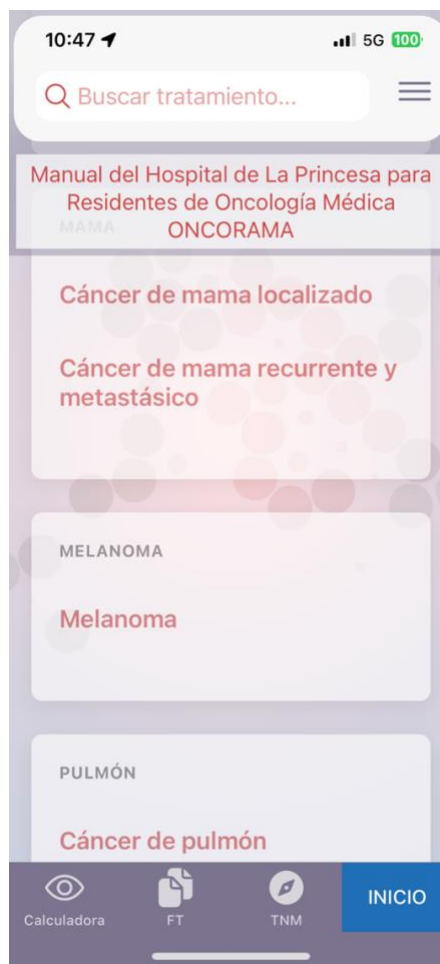 10:47
5G 100
Buscar tratamiento...
Manual del Hospital de La Princesa para
Residentes de Oncología Médica
ONCORAMA
MAMA
Cáncer de mama localizado
Cáncer de mama recurrente y
metastásico
MELANOMA
Melanoma
PULMÓN
Cáncer de pulmón
Calculadora
FT
TNM
INICIO